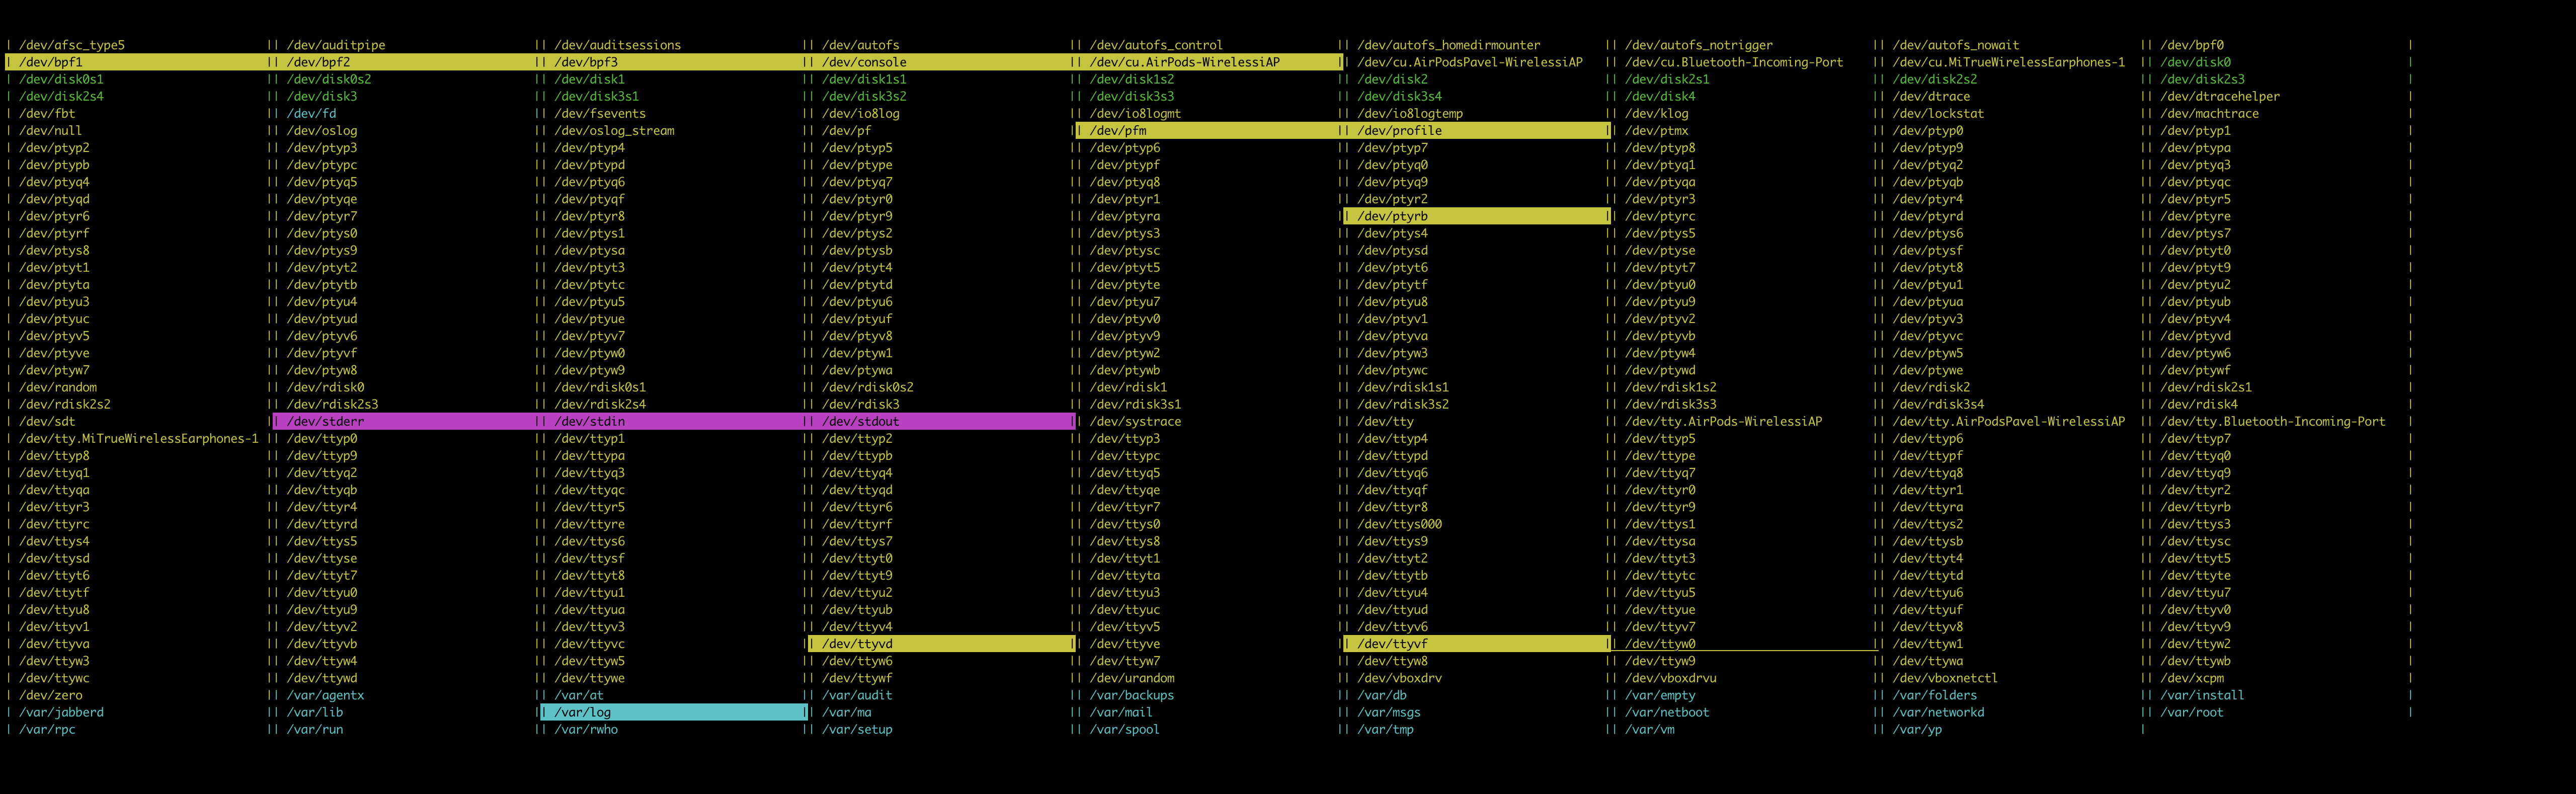 | /dev/afsc_type5 || /dev/auditpipe || /dev/auditsessions || /dev/autofs || /dev/autofs_control || /dev/autofs_homedirmounter || /dev/autofs_notrigger || /dev/autofs_nowait || /dev/bpf0 |
| /dev/bpf1 || /dev/bpf2 || /dev/bpf3 || /dev/console || /dev/cu.AirPods-WirelessiAP || /dev/cu.AirPodsPavel-WirelessiAP || /dev/cu.Bluetooth-Incoming-Port || /dev/cu.MiTrueWirelessEarphones-1 || /dev/disk0 |
| /dev/disk0s1 || /dev/disk0s2 || /dev/disk1 || /dev/disk1s1 || /dev/disk1s2 || /dev/disk2 || /dev/disk2s1 || /dev/disk2s2 || /dev/disk2s3 |
| /dev/disk2s4 || /dev/disk3 || /dev/disk3s1 || /dev/disk3s2 || /dev/disk3s3 || /dev/disk3s4 || /dev/disk4 || /dev/dtrace || /dev/dtracehelper |
| /dev/fbt || /dev/fd || /dev/fsevents || /dev/io8log || /dev/io8logmt || /dev/io8logtemp || /dev/klog || /dev/lockstat || /dev/machtrace |
| /dev/null || /dev/oslog || /dev/oslog_stream || /dev/pf || /dev/pfm || /dev/profile || /dev/ptmx || /dev/ptyp0 || /dev/ptyp1 |
| /dev/ptyp2 || /dev/ptyp3 || /dev/ptyp4 || /dev/ptyp5 || /dev/ptyp6 || /dev/ptyp7 || /dev/ptyp8 || /dev/ptyp9 || /dev/ptypa |
| /dev/ptypb || /dev/ptypc || /dev/ptypd || /dev/ptype || /dev/ptypf || /dev/ptyq0 || /dev/ptyq1 || /dev/ptyq2 || /dev/ptyq3 |
| /dev/ptyq4 || /dev/ptyq5 || /dev/ptyq6 || /dev/ptyq7 || /dev/ptyq8 || /dev/ptyq9 || /dev/ptyqa || /dev/ptyqb || /dev/ptyqc |
| /dev/ptyqd || /dev/ptyqe || /dev/ptyqf || /dev/ptyr0 || /dev/ptyr1 || /dev/ptyr2 || /dev/ptyr3 || /dev/ptyr4 || /dev/ptyr5 |
| /dev/ptyr6 || /dev/ptyr7 || /dev/ptyr8 || /dev/ptyr9 || /dev/ptyra || /dev/ptyrb || /dev/ptyrc || /dev/ptyrd || /dev/ptyre |
| /dev/ptyrf || /dev/ptys0 || /dev/ptys1 || /dev/ptys2 || /dev/ptys3 || /dev/ptys4 || /dev/ptys5 || /dev/ptys6 || /dev/ptys7 |
| /dev/ptys8 || /dev/ptys9 || /dev/ptysa || /dev/ptysb || /dev/ptysc || /dev/ptysd || /dev/ptyse || /dev/ptysf || /dev/ptyt0 |
| /dev/ptyt1 || /dev/ptyt2 || /dev/ptyt3 || /dev/ptyt4 || /dev/ptyt5 || /dev/ptyt6 || /dev/ptyt7 || /dev/ptyt8 || /dev/ptyt9 |
| /dev/ptyta || /dev/ptytb || /dev/ptytc || /dev/ptytd || /dev/ptyte || /dev/ptytf || /dev/ptyu0 || /dev/ptyu1 || /dev/ptyu2 |
| /dev/ptyu3 || /dev/ptyu4 || /dev/ptyu5 || /dev/ptyu6 || /dev/ptyu7 || /dev/ptyu8 || /dev/ptyu9 || /dev/ptyua || /dev/ptyub |
| /dev/ptyuc || /dev/ptyud || /dev/ptyue || /dev/ptyuf || /dev/ptyv0 || /dev/ptyv1 || /dev/ptyv2 || /dev/ptyv3 || /dev/ptyv4 |
| /dev/ptyv5 || /dev/ptyv6 || /dev/ptyv7 || /dev/ptyv8 || /dev/ptyv9 || /dev/ptyva || /dev/ptyvb || /dev/ptyvc || /dev/ptyvd |
| /dev/ptyve || /dev/ptyvf || /dev/ptyw0 || /dev/ptyw1 || /dev/ptyw2 || /dev/ptyw3 || /dev/ptyw4 || /dev/ptyw5 || /dev/ptyw6 |
| /dev/ptyw7 || /dev/ptyw8 || /dev/ptyw9 || /dev/ptywa || /dev/ptywb || /dev/ptywc || /dev/ptywd || /dev/ptywe || /dev/ptywf |
| /dev/random || /dev/rdisk0 || /dev/rdisk0s1 || /dev/rdisk0s2 || /dev/rdisk1 || /dev/rdisk1s1 || /dev/rdisk1s2 || /dev/rdisk2 || /dev/rdisk2s1 |
| /dev/rdisk2s2 || /dev/rdisk2s3 || /dev/rdisk2s4 || /dev/rdisk3 || /dev/rdisk3s1 || /dev/rdisk3s2 || /dev/rdisk3s3 || /dev/rdisk3s4 || /dev/rdisk4 |
| /dev/sdt || /dev/stderr || /dev/stdin || /dev/stdout || /dev/systrace || /dev/tty || /dev/tty.AirPods-WirelessiAP || /dev/tty.AirPodsPavel-WirelessiAP || /dev/tty.Bluetooth-Incoming-Port |
| /dev/tty.MiTrueWirelessEarphones-1 || /dev/ttyp0 || /dev/ttyp1 || /dev/ttyp2 || /dev/ttyp3 || /dev/ttyp4 || /dev/ttyp5 || /dev/ttyp6 || /dev/ttyp7 |
| /dev/ttyp8 || /dev/ttyp9 || /dev/ttypa || /dev/ttypb || /dev/ttypc || /dev/ttypd || /dev/ttype || /dev/ttypf || /dev/ttyq0 |
| /dev/ttyq1 || /dev/ttyq2 || /dev/ttyq3 || /dev/ttyq4 || /dev/ttyq5 || /dev/ttyq6 || /dev/ttyq7 || /dev/ttyq8 || /dev/ttyq9 |
| /dev/ttyqa || /dev/ttyqb || /dev/ttyqc || /dev/ttyqd || /dev/ttyqe || /dev/ttyqf || /dev/ttyr0 || /dev/ttyr1 || /dev/ttyr2 |
| /dev/ttyr3 || /dev/ttyr4 || /dev/ttyr5 || /dev/ttyr6 || /dev/ttyr7 || /dev/ttyr8 || /dev/ttyr9 || /dev/ttyra || /dev/ttyrb |
| /dev/ttyrc || /dev/ttyrd || /dev/ttyre || /dev/ttyrf || /dev/ttys0 || /dev/ttys000 || /dev/ttys1 || /dev/ttys2 || /dev/ttys3 |
| /dev/ttys4 || /dev/ttys5 || /dev/ttys6 || /dev/ttys7 || /dev/ttys8 || /dev/ttys9 || /dev/ttysa || /dev/ttysb || /dev/ttysc |
| /dev/ttysd || /dev/ttyse || /dev/ttysf || /dev/ttyt0 || /dev/ttyt1 || /dev/ttyt2 || /dev/ttyt3 || /dev/ttyt4 || /dev/ttyt5 |
| /dev/ttyt6 || /dev/ttyt7 || /dev/ttyt8 || /dev/ttyt9 || /dev/ttyta || /dev/ttytb || /dev/ttytc || /dev/ttytd || /dev/ttyte |
| /dev/ttytf || /dev/ttyu0 || /dev/ttyu1 || /dev/ttyu2 || /dev/ttyu3 || /dev/ttyu4 || /dev/ttyu5 || /dev/ttyu6 || /dev/ttyu7 |
| /dev/ttyu8 || /dev/ttyu9 || /dev/ttyua || /dev/ttyub || /dev/ttyuc || /dev/ttyud || /dev/ttyue || /dev/ttyuf || /dev/ttyv0 |
| /dev/ttyv1 || /dev/ttyv2 || /dev/ttyv3 || /dev/ttyv4 || /dev/ttyv5 || /dev/ttyv6 || /dev/ttyv7 || /dev/ttyv8 || /dev/ttyv9 |
| /dev/ttyva || /dev/ttyvb || /dev/ttyvc || /dev/ttyvd || /dev/ttyve || /dev/ttyvf || /dev/ttyw0 || /dev/ttyw1 || /dev/ttyw2 |
| /dev/ttyw3 || /dev/ttyw4 || /dev/ttyw5 || /dev/ttyw6 || /dev/ttyw7 || /dev/ttyw8 || /dev/ttyw9 || /dev/ttywa || /dev/ttywb |
| /dev/ttywc || /dev/ttywd || /dev/ttywe || /dev/ttywf || /dev/urandom || /dev/vboxdrv || /dev/vboxdrvu || /dev/vboxnetctl || /dev/xcpm |
| /dev/zero || /var/agentx || /var/at || /var/audit || /var/backups || /var/db || /var/empty || /var/folders || /var/install |
| /var/jabberd || /var/lib || /var/log || /var/ma || /var/mail || /var/msgs || /var/netboot || /var/networkd || /var/root |
| /var/rpc || /var/run || /var/rwho || /var/setup || /var/spool || /var/tmp || /var/vm || /var/yp |